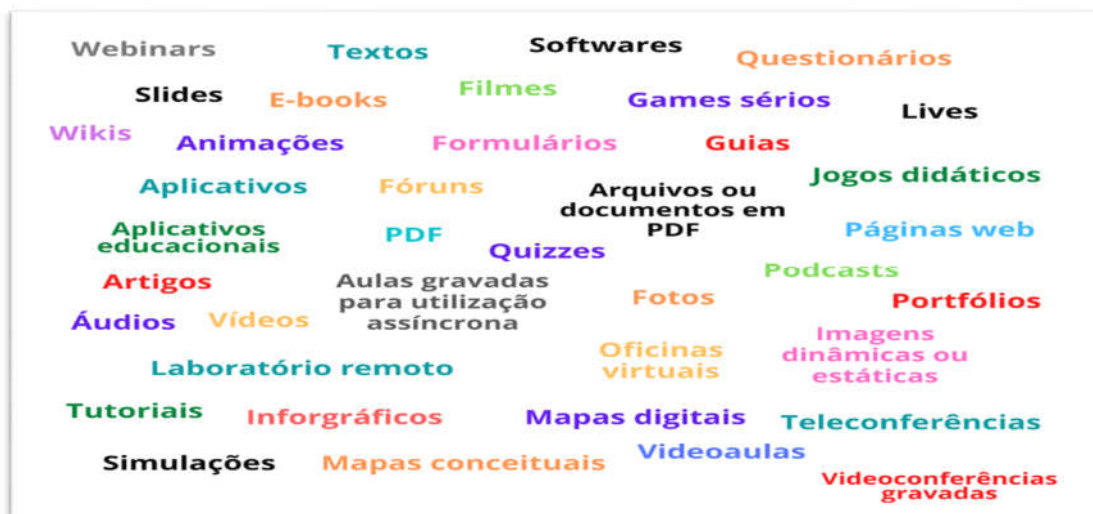 Webinars
Textos
Softwares
Questionários
Slides
E-books
Filmes
Games sérios
Lives
Wikis
Animações
Formulários
Guias
Aplicativos
Fóruns
Arquivos ou
documentos em
PDF
Jogos didáticos
Aplicativos
educacionais
PDF
Quizzes
Páginas web
Artigos
Aulas gravadas
para utilização
assíncrona
Podcasts
Fotos
Portfólios
Áudios
Vídeos
Laboratório remoto
Oficinas
virtuais
Imagens
dinâmicas ou
estáticas
Tutoriais
Inforgráficos
Mapas digitais
Teleconferências
Simulações
Mapas conceituais
Videoaulas
Videoconferências
gravadas